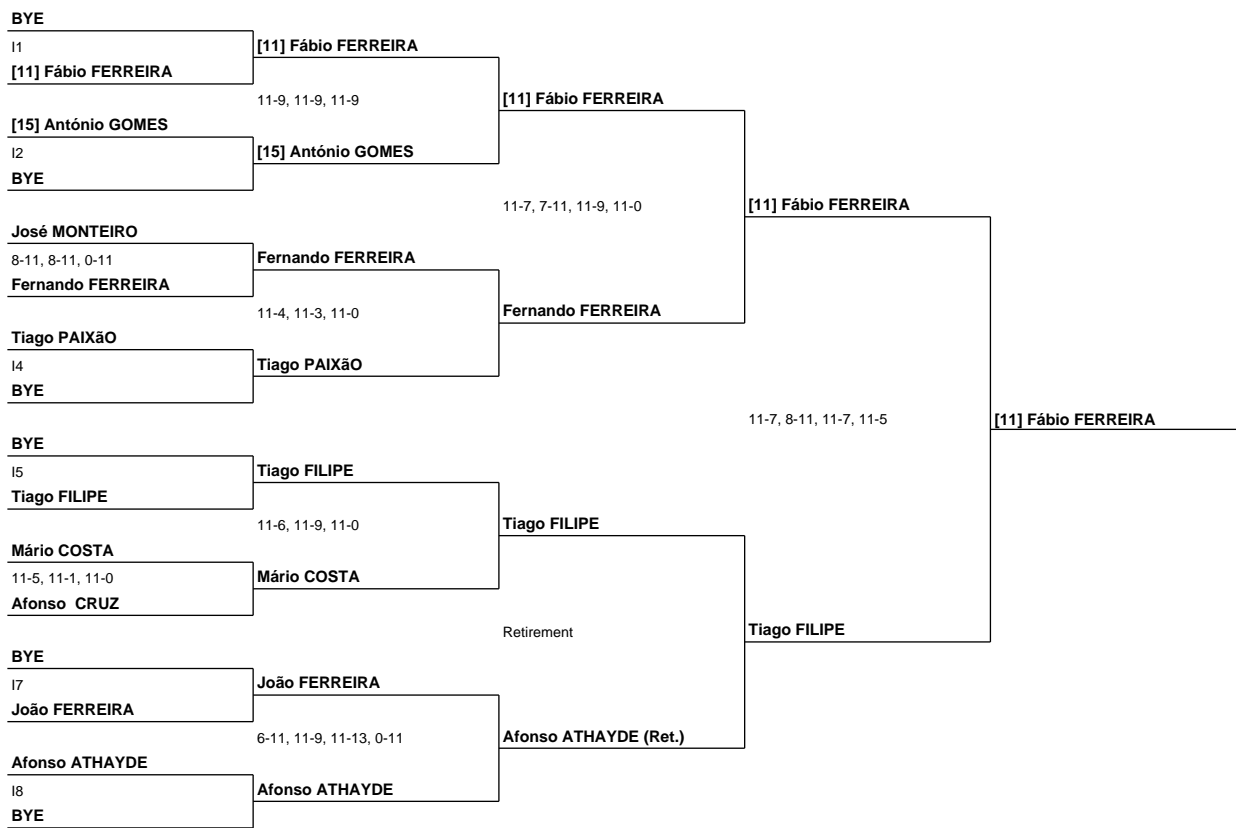 BYE
I1
[11] Fábio FERREIRA
[11] Fábio FERREIRA
11-9, 11-9, 11-9
[11] Fábio FERREIRA
[15] António GOMES
I2
[15] António GOMES
BYE
11-7, 7-11, 11-9, 11-0
[11] Fábio FERREIRA
José MONTEIRO
8-11, 8-11, 0-11
Fernando FERREIRA
Fernando FERREIRA
11-4, 11-3, 11-0
Fernando FERREIRA
Tiago PAIXãO
I4
Tiago PAIXãO
BYE
11-7, 8-11, 11-7, 11-5
[11] Fábio FERREIRA
BYE
I5
Tiago FILIPE
Tiago FILIPE
11-6, 11-9, 11-0
Tiago FILIPE
Mário COSTA
11-5, 11-1, 11-0
Mário COSTA
Afonso  CRUZ
Retirement
Tiago FILIPE
BYE
I7
João FERREIRA
João FERREIRA
6-11, 11-9, 11-13, 0-11
Afonso ATHAYDE (Ret.)
Afonso ATHAYDE
I8
Afonso ATHAYDE
BYE